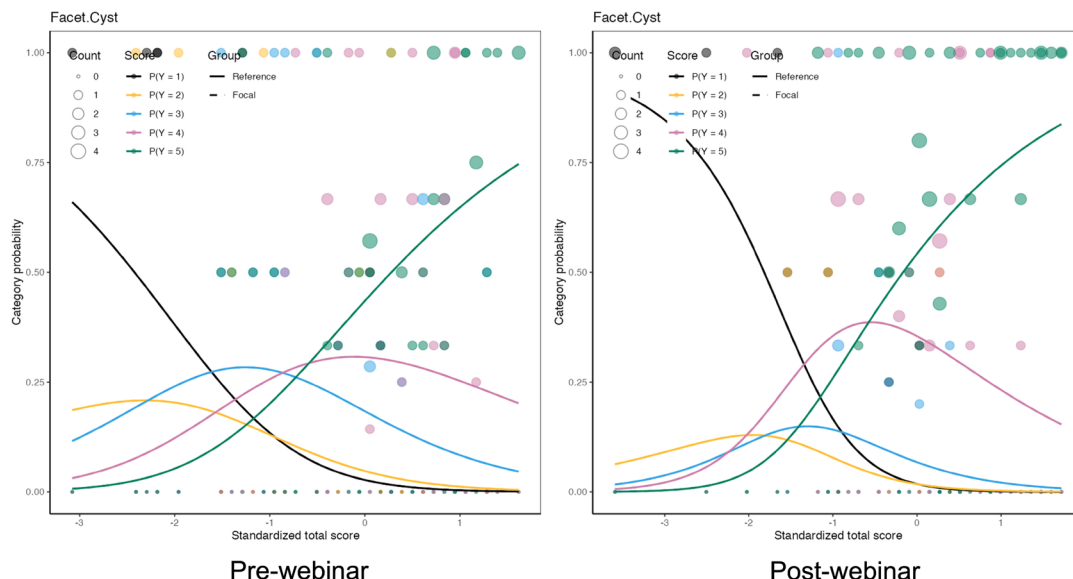 Facet.Cyst
Count
0
1
2
3
4
Score
P(Y = 1)
P(Y = 2)
P(Y = 3)
P(Y = 4)
P(Y = 5)
Group
Reference
Focal
1.00
0.75
0.50
0.25
0.00
Category probability
-3
-2
-1
0
1
Standardized total score
Pre-webinar
Facet.Cyst
Count
0
1
2
3
4
Score
P(Y = 1)
P(Y = 2)
P(Y = 3)
P(Y = 4)
P(Y = 5)
Group
Reference
Focal
1.00
0.75
0.50
0.25
0.00
Category probability
-3
-2
-1
0
1
Standardized total score
Post-webinar